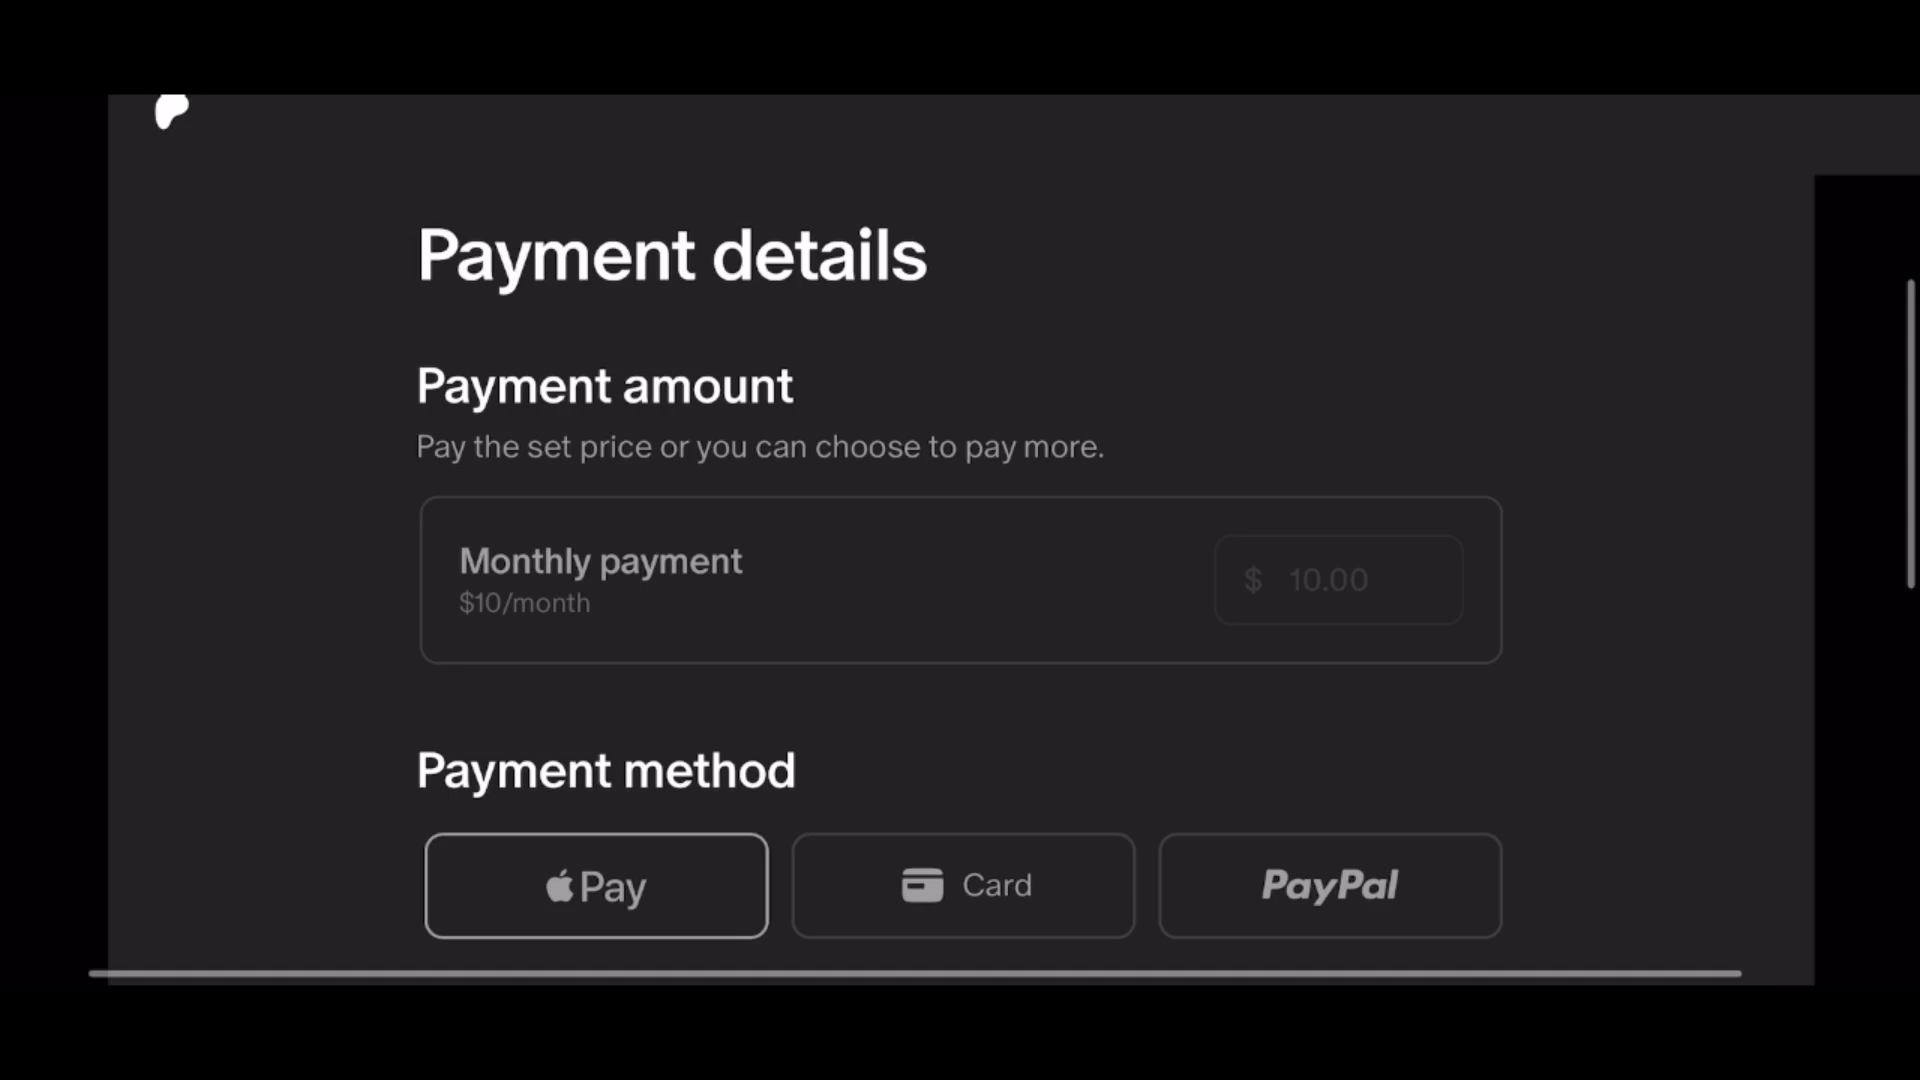 Payment details
Payment amount
Pay the set price or you can choose to pay more.
Monthly payment
$10/month
$ 10.00
Payment method
Pay
Card
PayPal